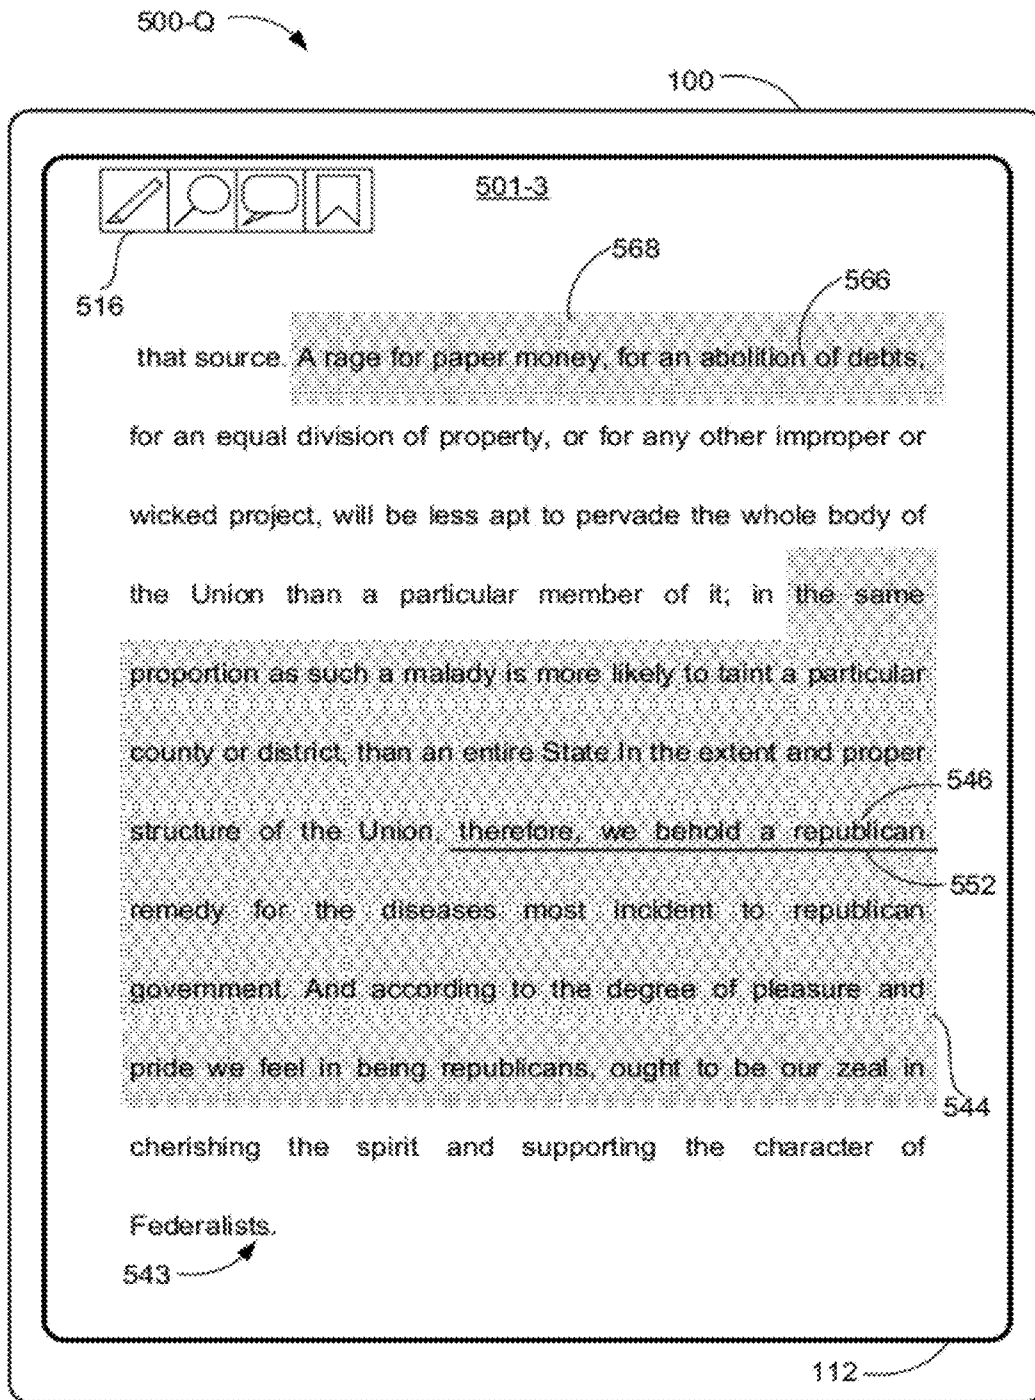 500-Q
100
501-3
516
568
566
that source. A rage for paper money, for an abolition of debts,
for an equal division of property, or for any other improper or
wicked project, will be less apt to pervade the whole body of
the Union than a particular member of it; in the same
proportion as such a malady is more likely to taint a particular
county or district, than an entire State.In the extent and proper
546
structure of the Union, therefore, we behold a republican
552
remedy for the diseases most incident to republican
government. And according to the degree of pleasure and
pride we feel in being republicans, ought to be our zeal in
544
cherishing the spirit and supporting the character of
Federalists.
543
112